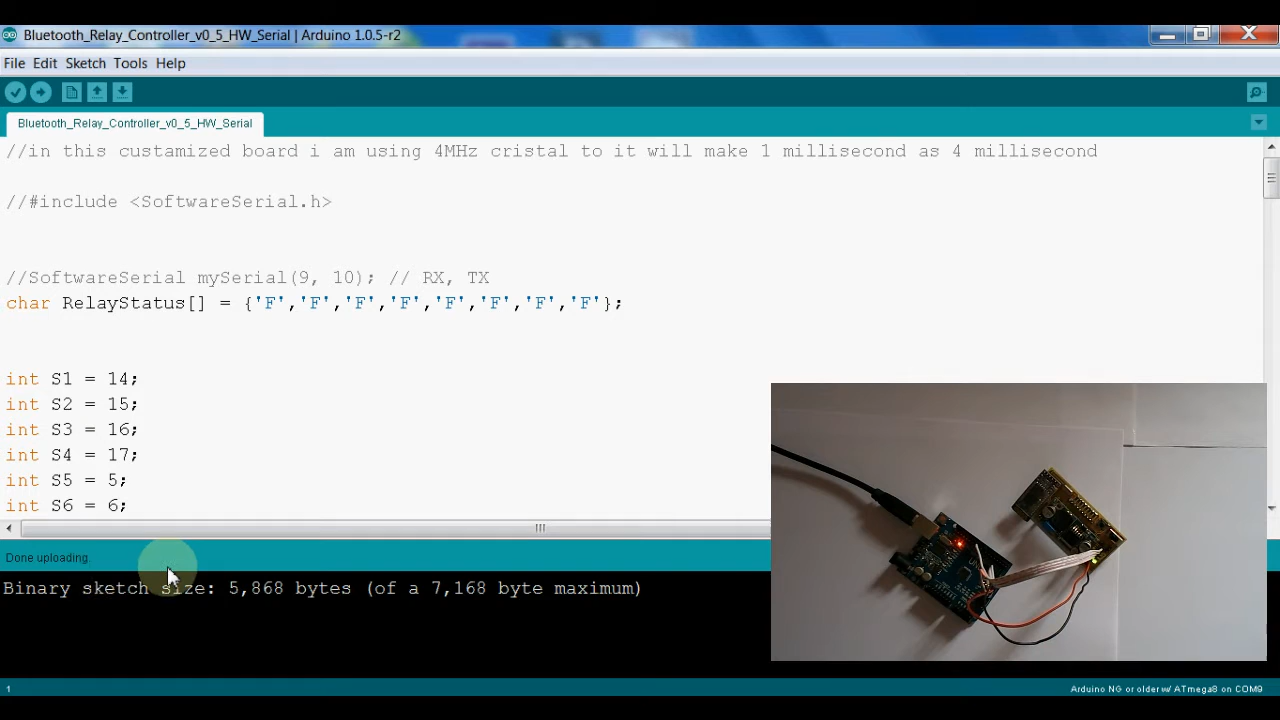 Bluetooth_Relay_Controller_v0_5_HW_Serial | Arduino 1.0.5-r2
File Edit Sketch Tools Help
Bluetooth_Relay_Controller_v0_5_HW_Serial
//in this custamized board i am using 4MHz cristal to it will make 1 millisecond as 4 millisecond
//#include <SoftwareSerial.h>
//SoftwareSerial mySerial(9, 10); // RX, TX
char RelayStatus[] = {'F','F','F','F','F','F','F','F'};
int S1 = 14;
int S2 = 15;
int S3 = 16;
int S4 = 17;
int S5 = 5;
int S6 = 6;
Done uploading.
Binary sketch size: 5,868 bytes (of a 7,168 byte maximum)
1
Arduino NG or older w/ ATmega8 on COM9